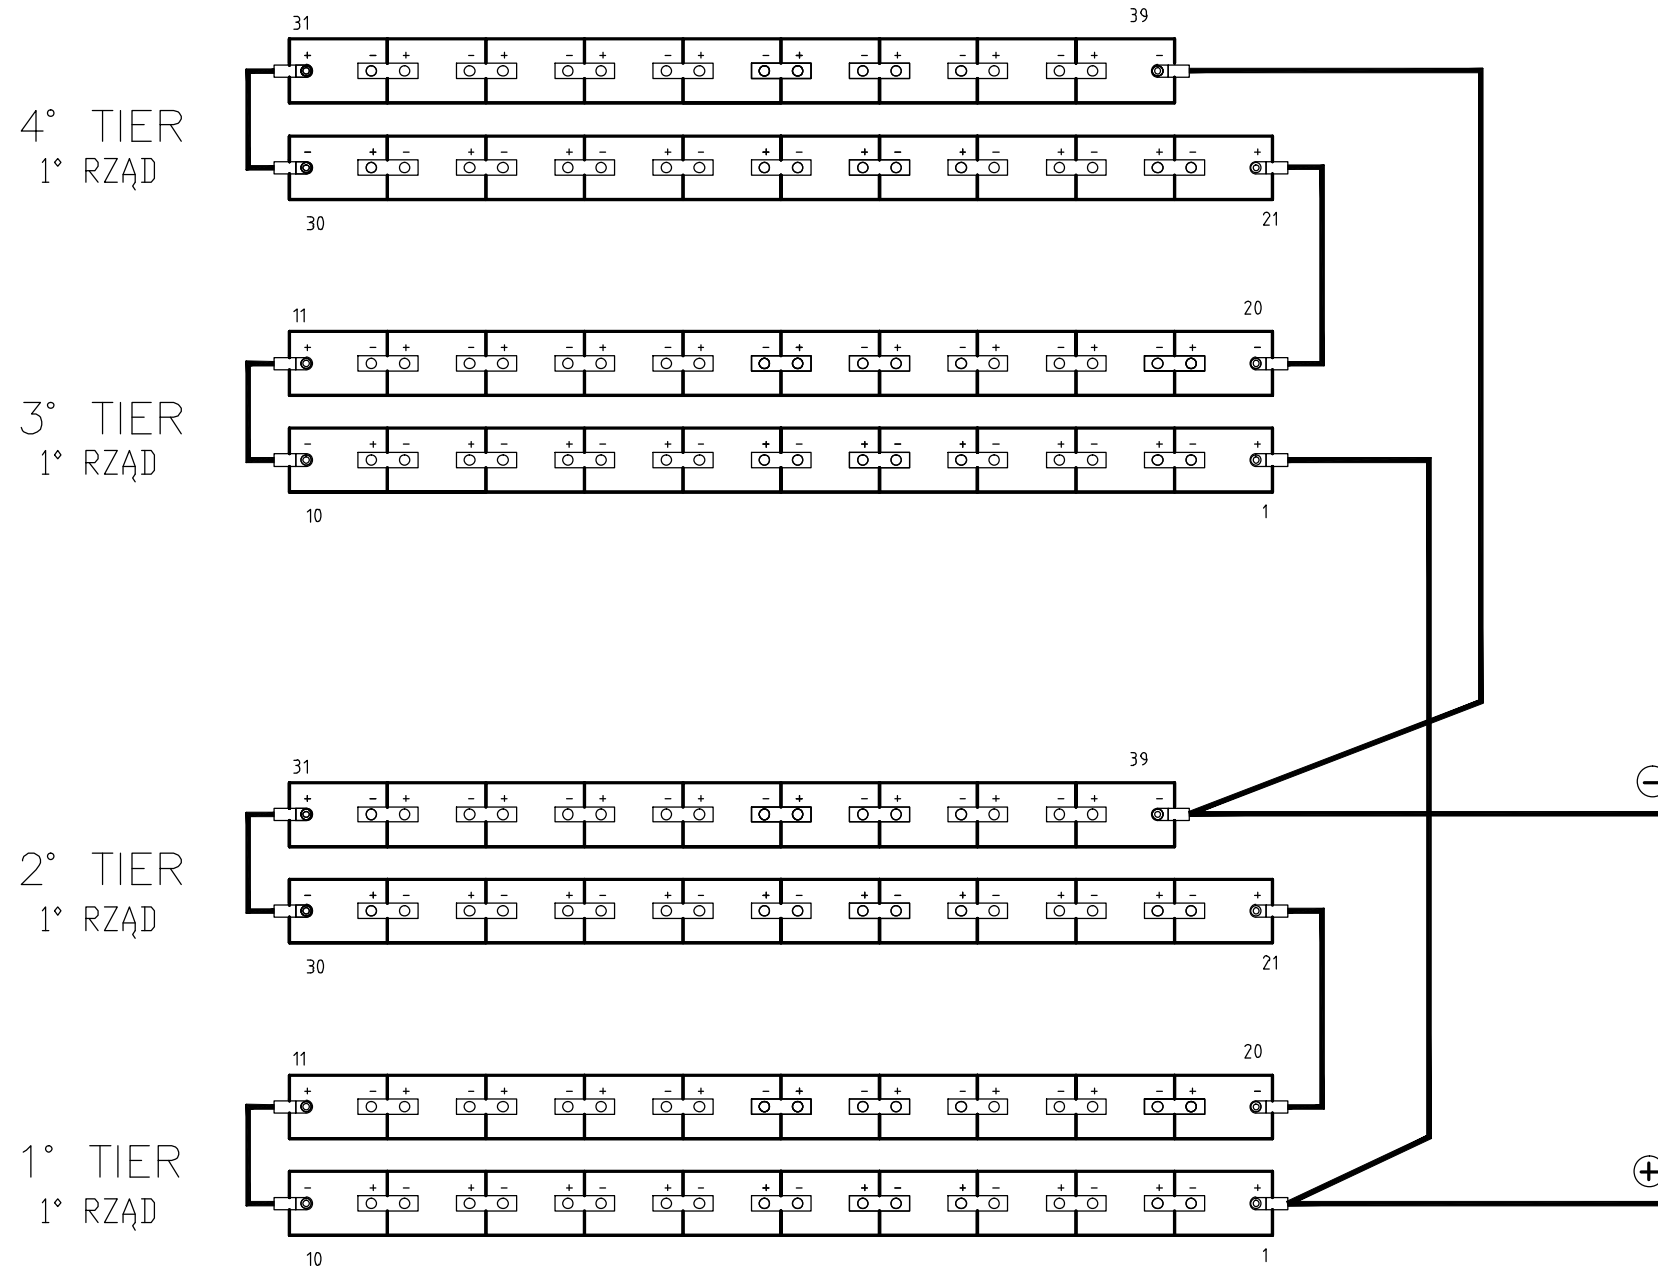 31 39
+ - + - + - + - + - + - + - + - + -
4° TIER
1° RZĄD
- + - + - + - + - + - + - + - + - + - +
30 21
11 20
+ - + - + - + - + - + - + - + - + - + -
3° TIER
1° RZĄD
- + - + - + - + - + - + - + - + - + - +
10 1
31 39
+ - + - + - + - + - + - + - + - + -
-
2° TIER
1° RZĄD
- + - + - + - + - + - + - + - + - + - +
30 21
11 20
+ - + - + - + - + - + - + - + - + - + -
1° TIER
1° RZĄD
- + - + - + - + - + - + - + - + - + - +
+
10 1